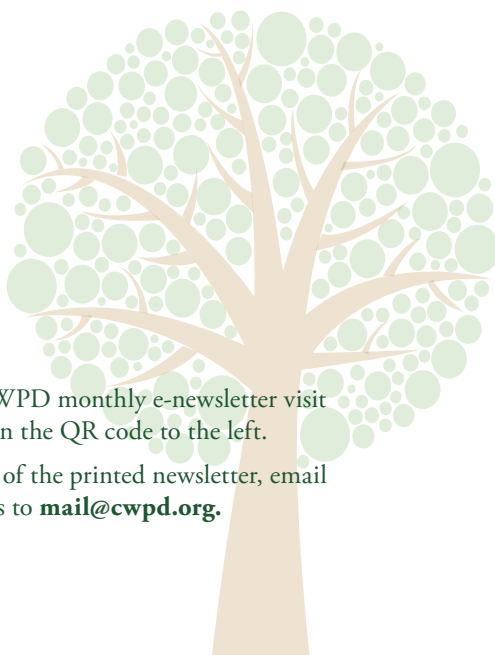 WPD monthly e-newsletter visit
n the QR code to the left.
of the printed newsletter, email
s to mail@cwpd.org.